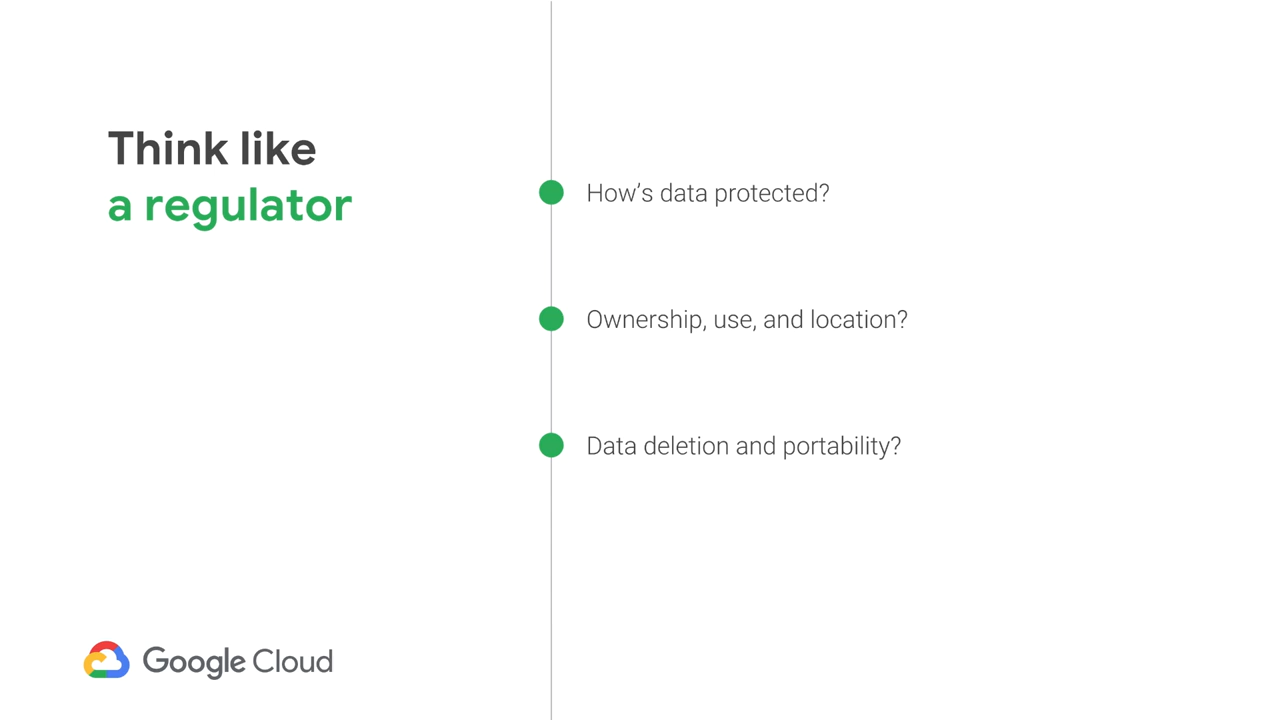 Think like
a regulator
How's data protected?
Ownership, use, and location?
Data deletion and portability?
Google Cloud